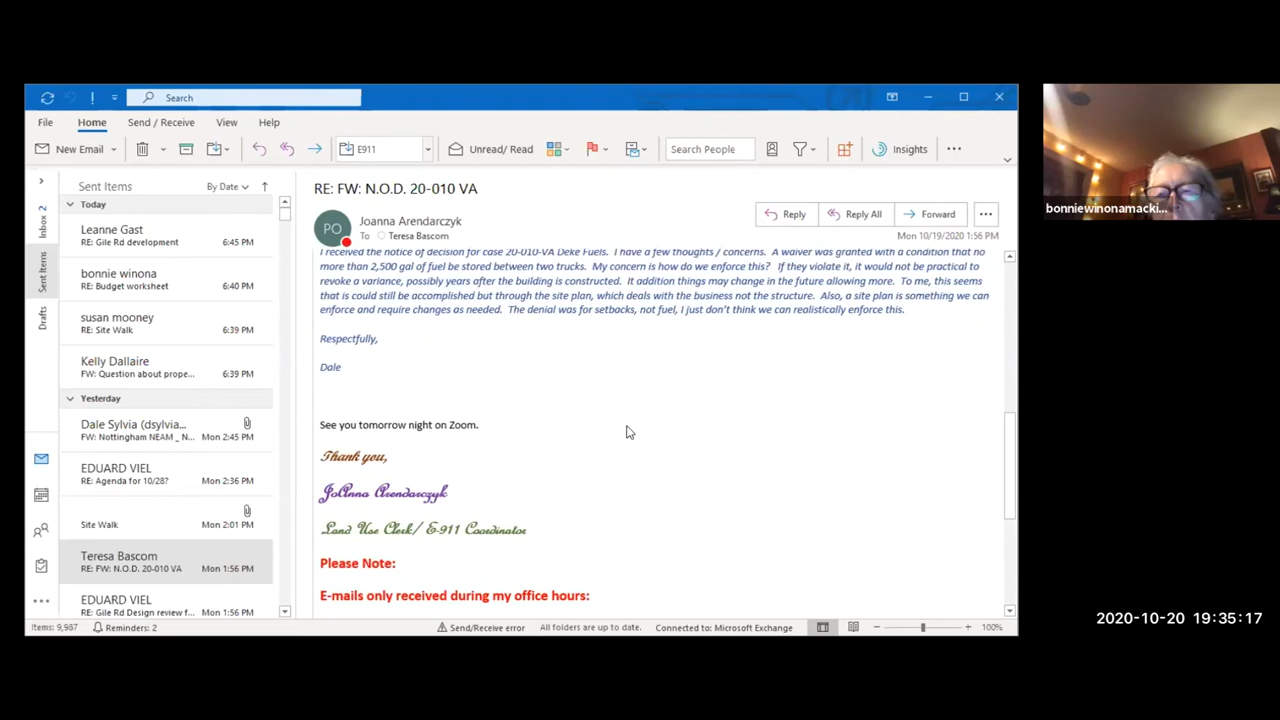 Search
File Home Send / Receive View Help
New Email E911 Unread/ Read Search People Insights
Sent Items By Date
Today
Leanne Gast
RE: Gile Rd development 6:45 PM
bonnie winona
RE: Budget worksheet 6:40 PM
susan mooney
RE: Site Walk 6:39 PM
Kelly Dallaire
FW: Question about prope... 6:39 PM
Yesterday
Dale Sylvia (dsylvia...
FW: Nottingham NEAM _ N... Mon 2:45 PM
EDUARD VIEL
RE: Agenda for 10/28? Mon 2:36 PM
Site Walk Mon 2:01 PM
Teresa Bascom
RE: FW: N.O.D. 20-010 VA Mon 1:56 PM
EDUARD VIEL
RE: Gile Rd Design review f... Mon 1:56 PM
Inbox 2
Sent Items
Drafts
RE: FW: N.O.D. 20-010 VA
PO
Joanna Arendarczyk
To Teresa Bascom
Reply Reply All Forward
Mon 10/19/2020 1:56 PM
I received the notice of decision for case 20-010-VA Deke Fuels. I have a few thoughts / concerns. A waiver was granted with a condition that no
more than 2,500 gal of fuel be stored between two trucks. My concern is how do we enforce this? If they violate it, it would not be practical to
revoke a variance, possibly years after the building is constructed. It addition things may change in the future allowing more. To me, this seems
that is could still be accomplished but through the site plan, which deals with the business not the structure. Also, a site plan is something we can
enforce and require changes as needed. The denial was for setbacks, not fuel, I just don't think we can realistically enforce this.
Respectfully,
Dale
See you tomorrow night on Zoom.
Thank you,
JoAnna Arendarczyk
Land Use Clerk/ E-911 Coordinator
Please Note:
E-mails only received during my office hours:
Items: 9,987 Reminders: 2 Send/Receive error All folders are up to date. Connected to: Microsoft Exchange 100%
bonniewinonamacki...
2020-10-20 19:35:17